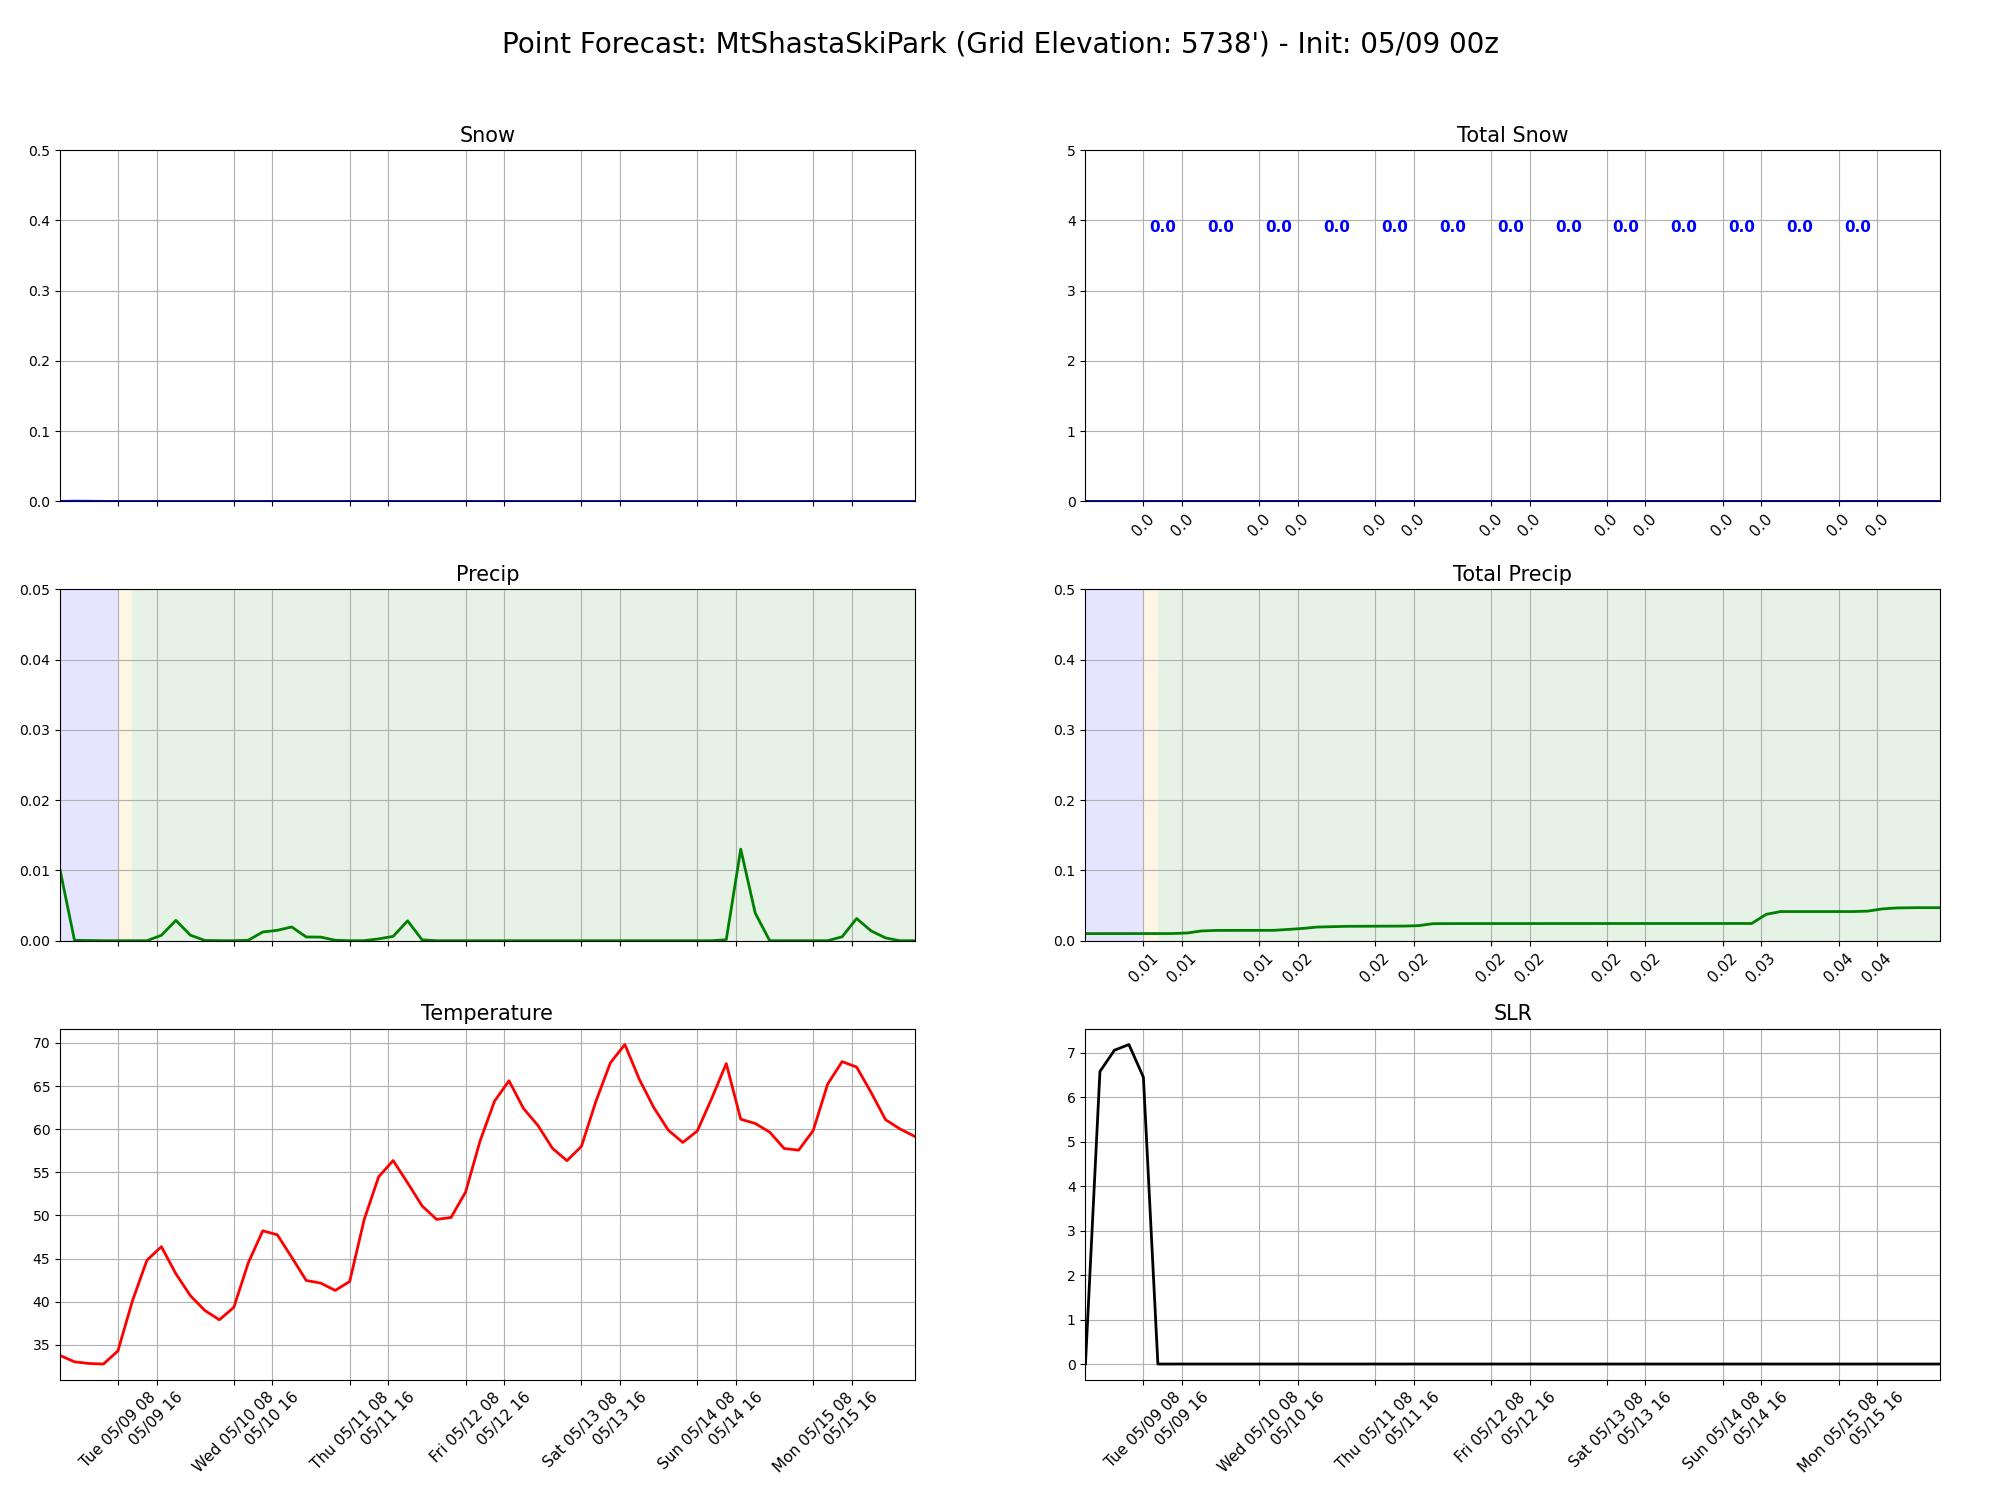 Point Forecast: MtShastaSkiPark (Grid Elevation: 5738') - Init: 05/09 00z
Snow
0.5
0.4
0.3
0.2
0.1
0.0
Total Snow
5
4
3
2
1
0
0.0 0.0 0.0 0.0 0.0 0.0 0.0 0.0 0.0 0.0 0.0 0.0 0.0
0.0 0.0 0.0 0.0 0.0 0.0 0.0 0.0 0.0 0.0 0.0 0.0 0.0 0.0
Precip
0.05
0.04
0.03
0.02
0.01
0.00
Total Precip
0.5
0.4
0.3
0.2
0.1
0.0
0.01 0.01 0.01 0.02 0.02 0.02 0.02 0.02 0.02 0.02 0.02 0.03 0.04 0.04
Temperature
70
65
60
55
50
45
40
35
Tue 05/09 08
05/09 16
Wed 05/10 08
05/10 16
Thu 05/11 08
05/11 16
Fri 05/12 08
05/12 16
Sat 05/13 08
05/13 16
Sun 05/14 08
05/14 16
Mon 05/15 08
05/15 16
SLR
7
6
5
4
3
2
1
0
Tue 05/09 08
05/09 16
Wed 05/10 08
05/10 16
Thu 05/11 08
05/11 16
Fri 05/12 08
05/12 16
Sat 05/13 08
05/13 16
Sun 05/14 08
05/14 16
Mon 05/15 08
05/15 16